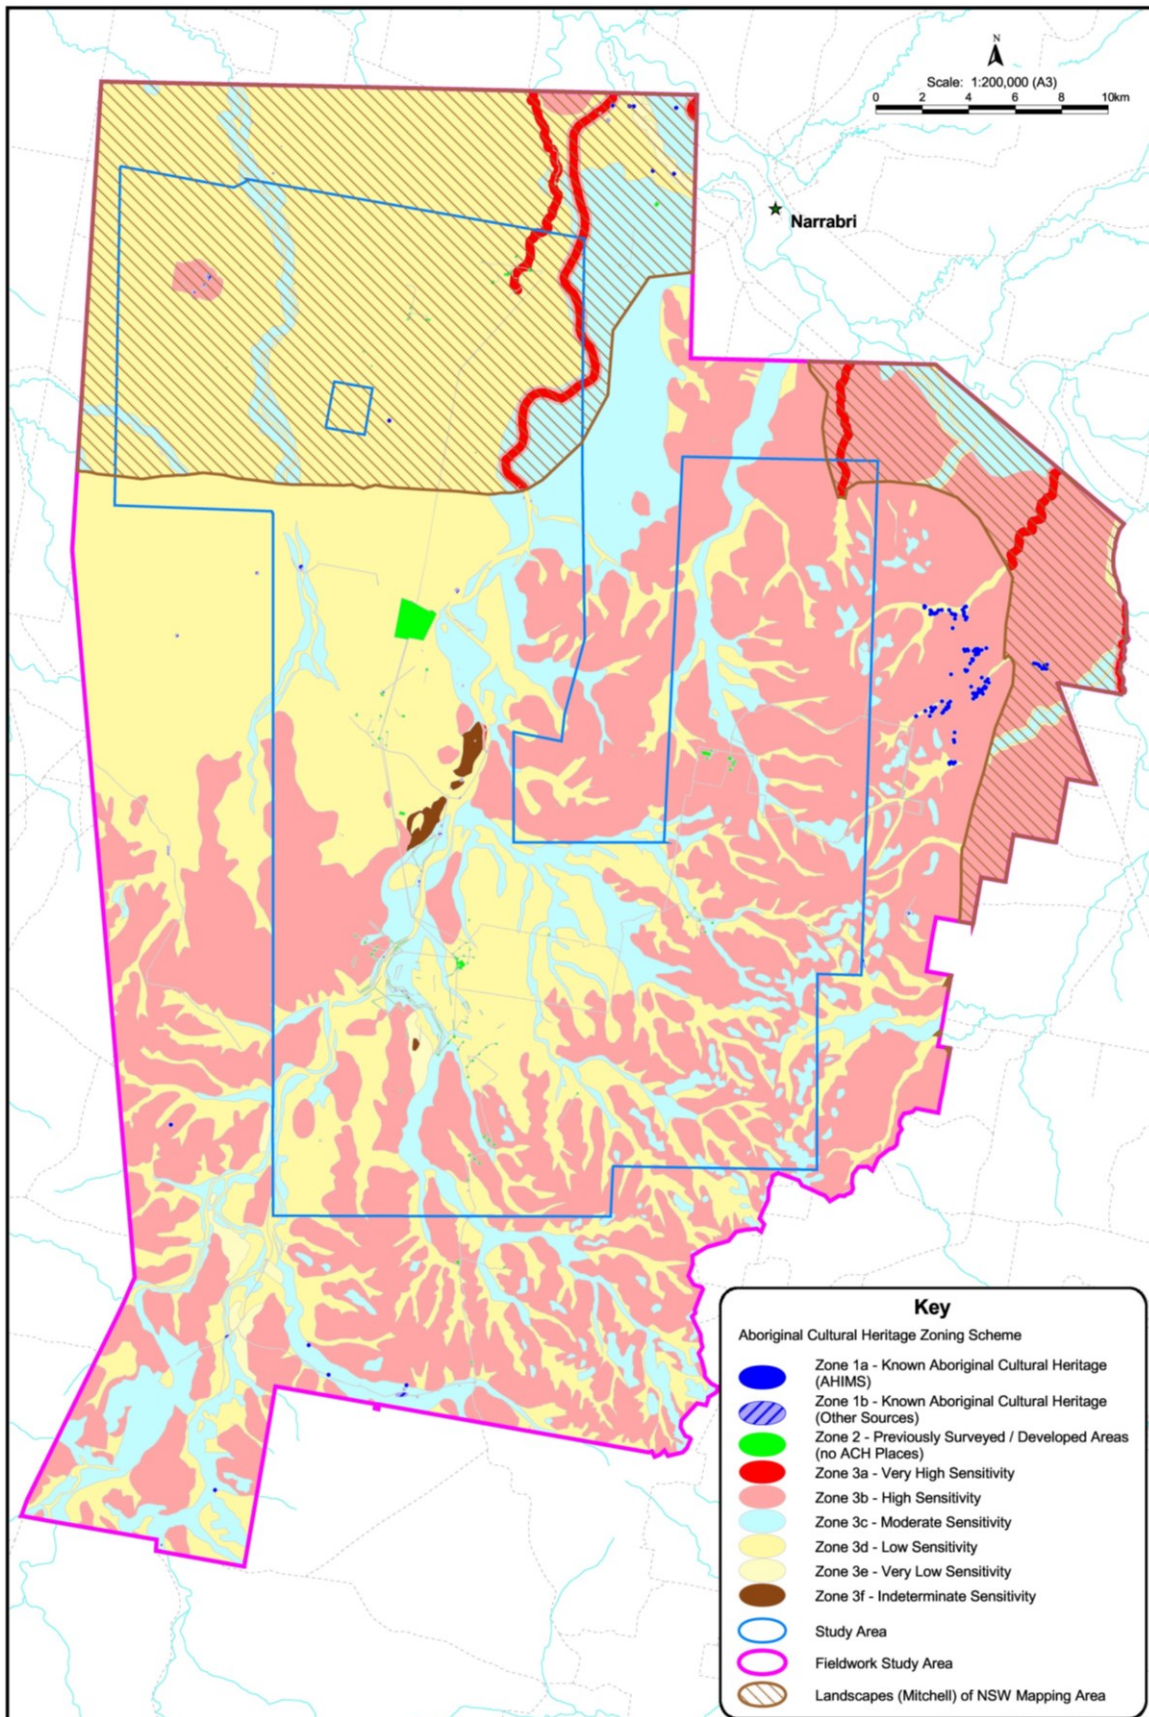 N
Scale: 1:200,000 (A3)
0 2 4 6 8 10km
Narrabri
Key
Aboriginal Cultural Heritage Zoning Scheme
Zone 1a - Known Aboriginal Cultural Heritage
(AHIMS)
Zone 1b - Known Aboriginal Cultural Heritage
(Other Sources)
Zone 2 - Previously Surveyed / Developed Areas
(no ACH Places)
Zone 3a - Very High Sensitivity
Zone 3b - High Sensitivity
Zone 3c - Moderate Sensitivity
Zone 3d - Low Sensitivity
Zone 3e - Very Low Sensitivity
Zone 3f - Indeterminate Sensitivity
Study Area
Fieldwork Study Area
Landscapes (Mitchell) of NSW Mapping Area